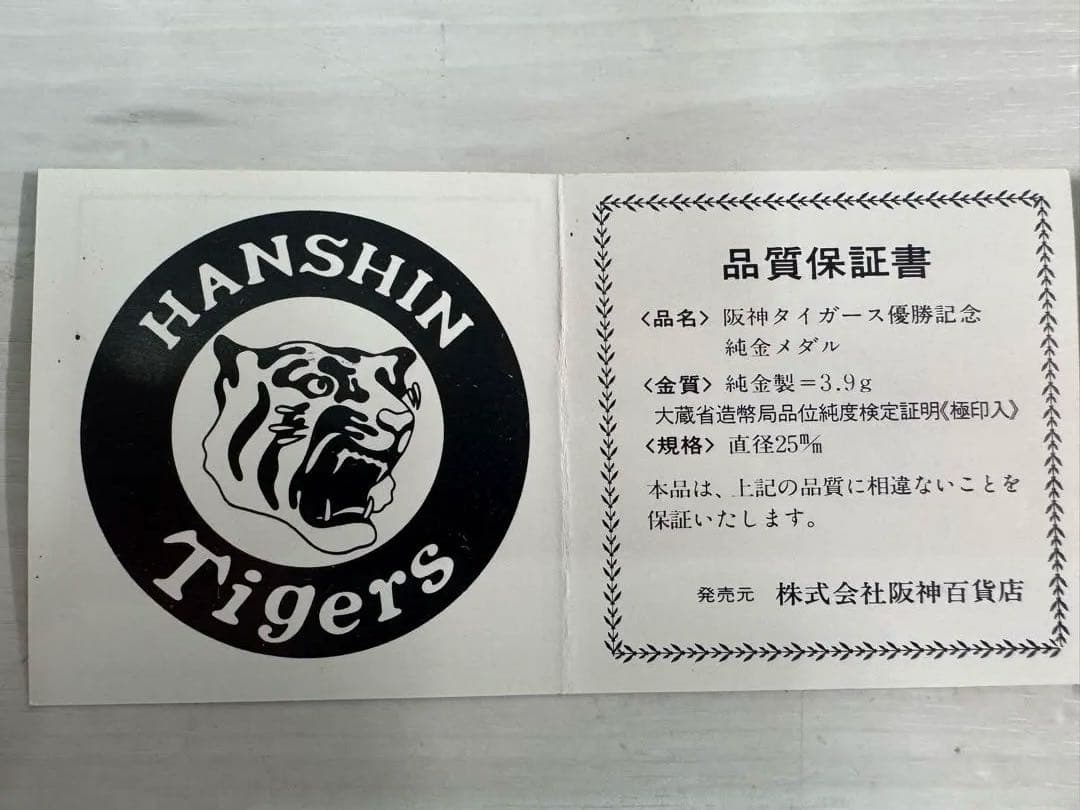 HANSHIN
Tigers
品質保証書
〈品名〉 阪神タイガース優勝記念
純金メダル
〈金質〉 純金製＝3.9g
大蔵省造幣局品位純度検定証明《極印入》
〈規格〉 直径25m/m
本品は、上記の品質に相違ないことを
保証いたします。
発売元 株式会社阪神百貨店